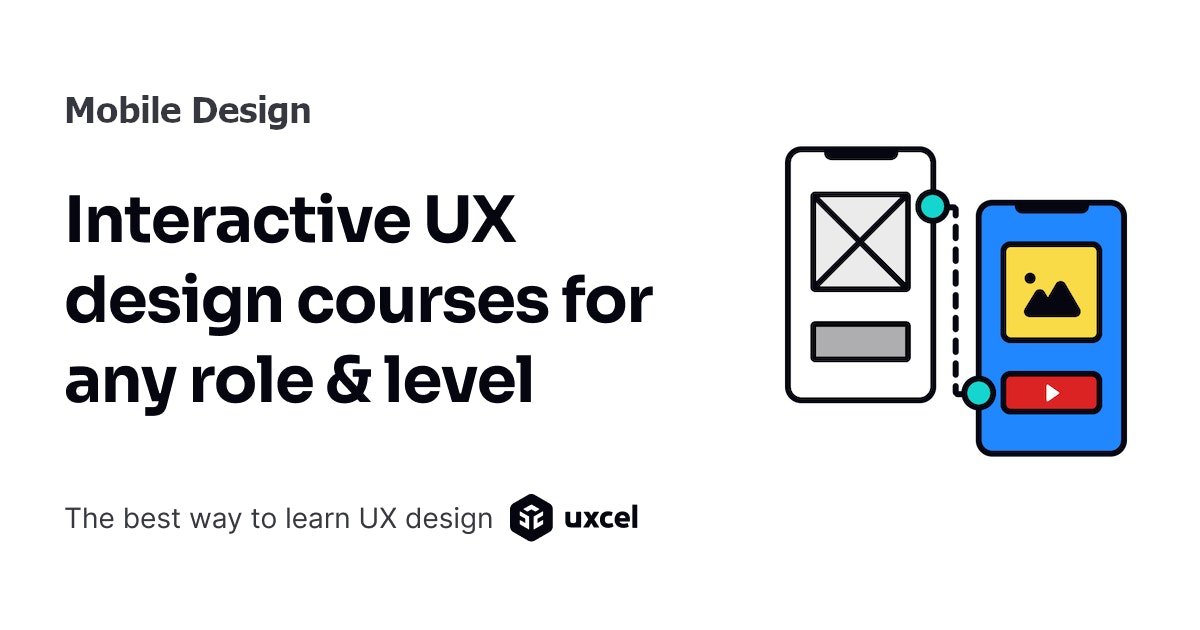 Mobile Design
Interactive UX
design courses for
any role & level
The best way to learn UX design uxcel